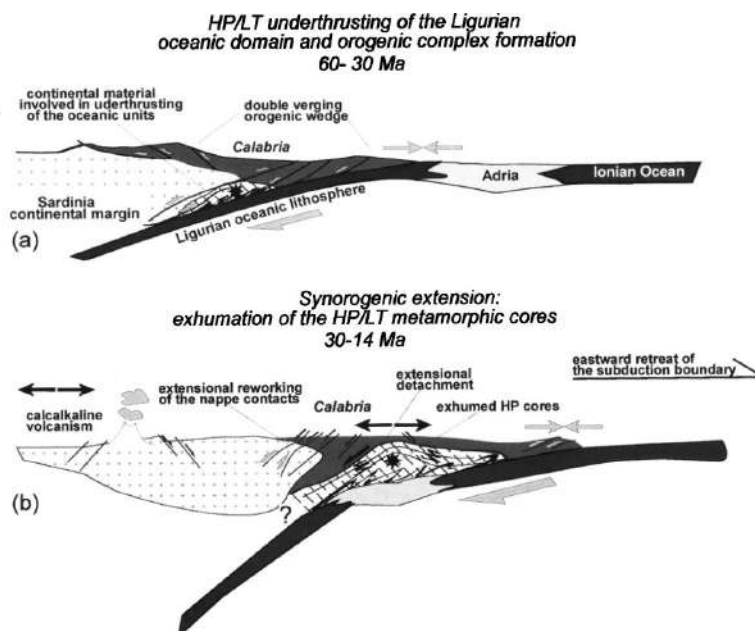 HP/LT underthrusting of the Ligurian
oceanic domain and orogenic complex formation
60- 30 Ma
continental material
involved in uderthrusting
of the oceanic units
double verging
orogenic wedge
Calabria
Adria
Ionian Ocean
Sardinia
continental margin
Ligurian oceanic lithosphere
(a)
Synorogenic extension:
exhumation of the HP/LT metamorphic cores
30-14 Ma
eastward retreat of
the subduction boundary
extensional
detachment
extensional reworking
of the nappe contacts
Calabria
exhumed HP cores
calcalkaline
volcanism
(b)
?